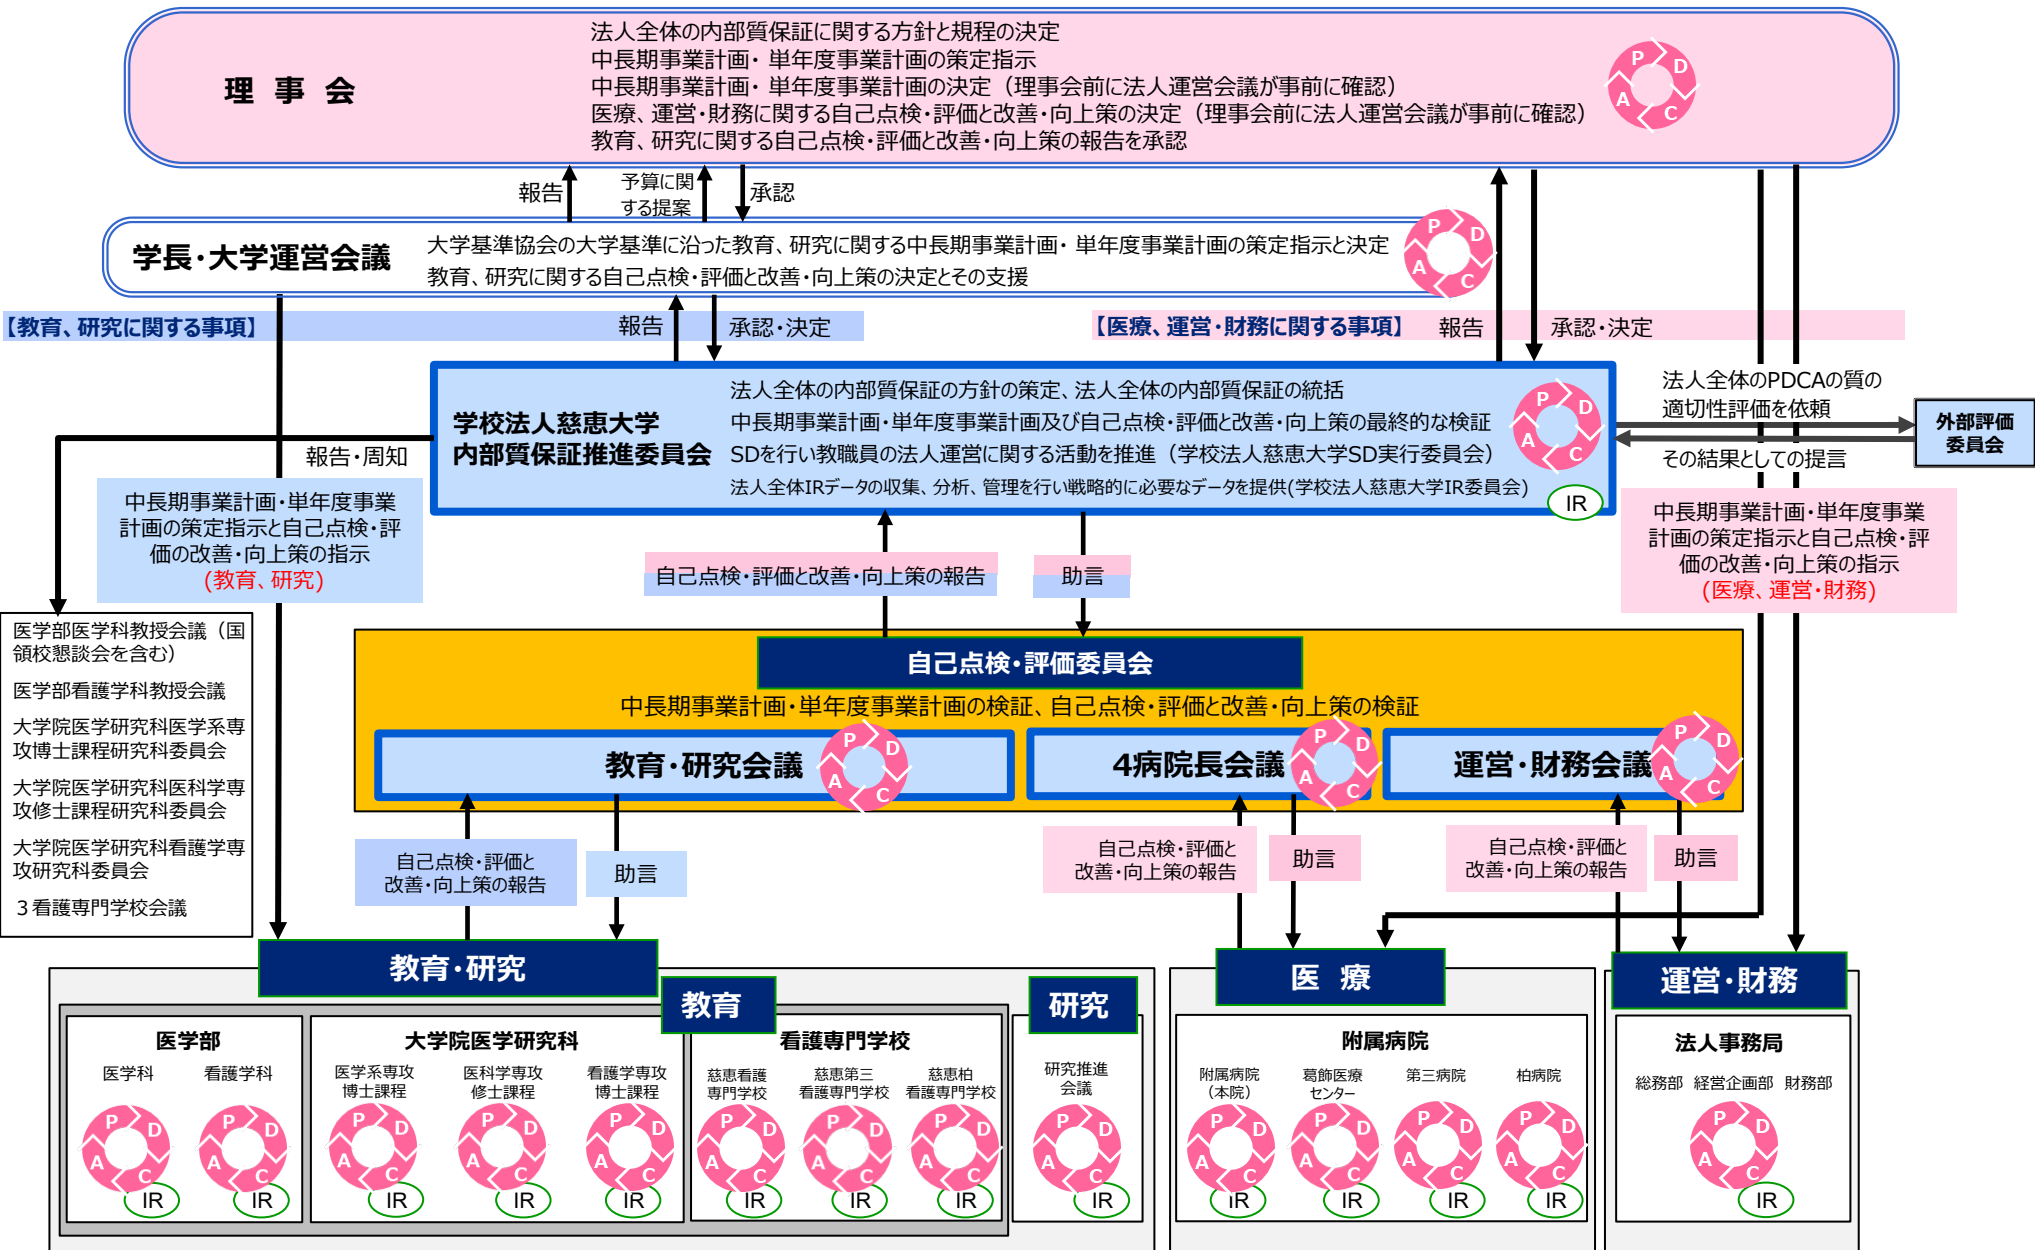 理 事 会
法人全体の内部質保証に関する方針と規程の決定
中長期事業計画・ 単年度事業計画の策定指示
中長期事業計画・ 単年度事業計画の決定（理事会前に法人運営会議が事前に確認）
医療、運営・財務に関する自己点検・評価と改善・向上策の決定（理事会前に法人運営会議が事前に確認）
教育、研究に関する自己点検・評価と改善・向上策の報告を承認
P
D
C
A
報告
予算に関
する提案
承認
学長・大学運営会議
大学基準協会の大学基準に沿った教育、研究に関する中長期事業計画・ 単年度事業計画の策定指示と決定
教育、研究に関する自己点検・評価と改善・向上策の決定とその支援
P
D
C
A
【教育、研究に関する事項】
報告
承認・決定
【医療、運営・財務に関する事項】
報告
承認・決定
学校法人慈恵大学
内部質保証推進委員会
法人全体の内部質保証の方針の策定、法人全体の内部質保証の統括
中長期事業計画・単年度事業計画及び自己点検・評価と改善・向上策の最終的な検証
SDを行い教職員の法人運営に関する活動を推進（学校法人慈恵大学SD実行委員会）
法人全体IRデータの収集、分析、管理を行い戦略的に必要なデータを提供(学校法人慈恵大学IR委員会)
P
D
C
A
IR
法人全体のPDCAの質の
適切性評価を依頼
その結果としての提言
外部評価
委員会
報告・周知
中長期事業計画・単年度事業
計画の策定指示と自己点検・評
価の改善・向上策の指示
(教育、研究)
自己点検・評価と改善・向上策の報告
助言
中長期事業計画・単年度事業
計画の策定指示と自己点検・評
価の改善・向上策の指示
(医療、運営・財務)
医学部医学科教授会議（国
領校懇談会を含む）
医学部看護学科教授会議
大学院医学研究科医学系専
攻博士課程研究科委員会
大学院医学研究科医科学専
攻修士課程研究科委員会
大学院医学研究科看護学専
攻研究科委員会
３看護専門学校会議
自己点検・評価委員会
中長期事業計画・単年度事業計画の検証、自己点検・評価と改善・向上策の検証
教育・研究会議
P
D
C
A
4病院長会議
P
D
C
A
運営・財務会議
P
D
C
A
自己点検・評価と
改善・向上策の報告
助言
自己点検・評価と
改善・向上策の報告
助言
自己点検・評価と
改善・向上策の報告
助言
教育・研究
教育
研究
医 療
運営・財務
医学部
医学科
P
D
C
A
IR
看護学科
P
D
C
A
IR
大学院医学研究科
医学系専攻
博士課程
P
D
C
A
IR
医科学専攻
修士課程
P
D
C
A
IR
看護学専攻
博士課程
P
D
C
A
IR
看護専門学校
慈恵看護
専門学校
P
D
C
A
IR
慈恵第三
看護専門学校
P
D
C
A
IR
慈恵柏
看護専門学校
P
D
C
A
IR
研究推進
会議
P
D
C
A
IR
附属病院
附属病院
（本院）
P
D
C
A
IR
葛飾医療
センター
P
D
C
A
IR
第三病院
P
D
C
A
IR
柏病院
P
D
C
A
IR
法人事務局
総務部 経営企画部 財務部
P
D
C
A
IR